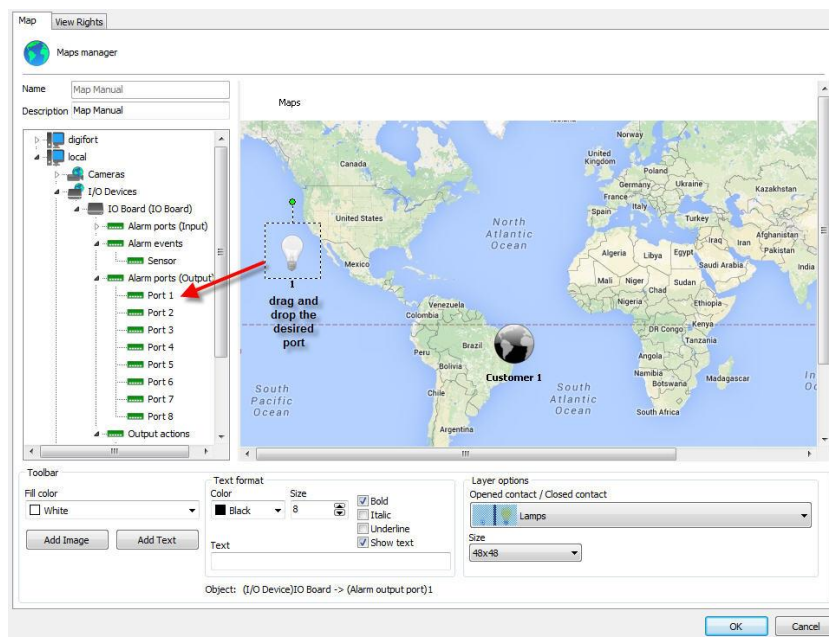 Map
View Rights
Maps manager
Name
Map Manual
Description
Map Manual
digifort
local
Cameras
I/O Devices
IO Board (IO Board)
Alarm ports (Input)
Alarm events
Sensor
Alarm ports (Output)
Port 1
Port 2
Port 3
Port 4
Port 5
Port 6
Port 7
Port 8
Output actions
Maps
Norway
United
Kingdom
Poland
Germany
Ukraine
Kazakhstan
France
Italy
Spain
Turkey
Canada
United States
North
Atlantic
Ocean
Mexico
Algeria
Libya
Egypt
Iraq
Iran
Afghanistan
Pakistan
Saudi Arabia
India
Mali
Niger
Chad
Sudan
Nigeria
Ethiopia
1
drag and
drop the
desired
port
Venezuela
Colombia
DR Congo
Kenya
Tanzania
Brazil
Peru
Bolivia
Customer 1
Angola
Namibia
Botswana
Madagascar
Chile
South
Pacific
Ocean
South
Atlantic
Ocean
South Africa
Argentina
Toolbar
Fill color
White
Add Image
Add Text
Text format
Color
Size
Black
8
Bold
Italic
Underline
Show text
Text
Layer options
Opened contact / Closed contact
Lamps
Size
48x48
Object: (I/O Device)IO Board -> (Alarm output port)1
OK
Cancel